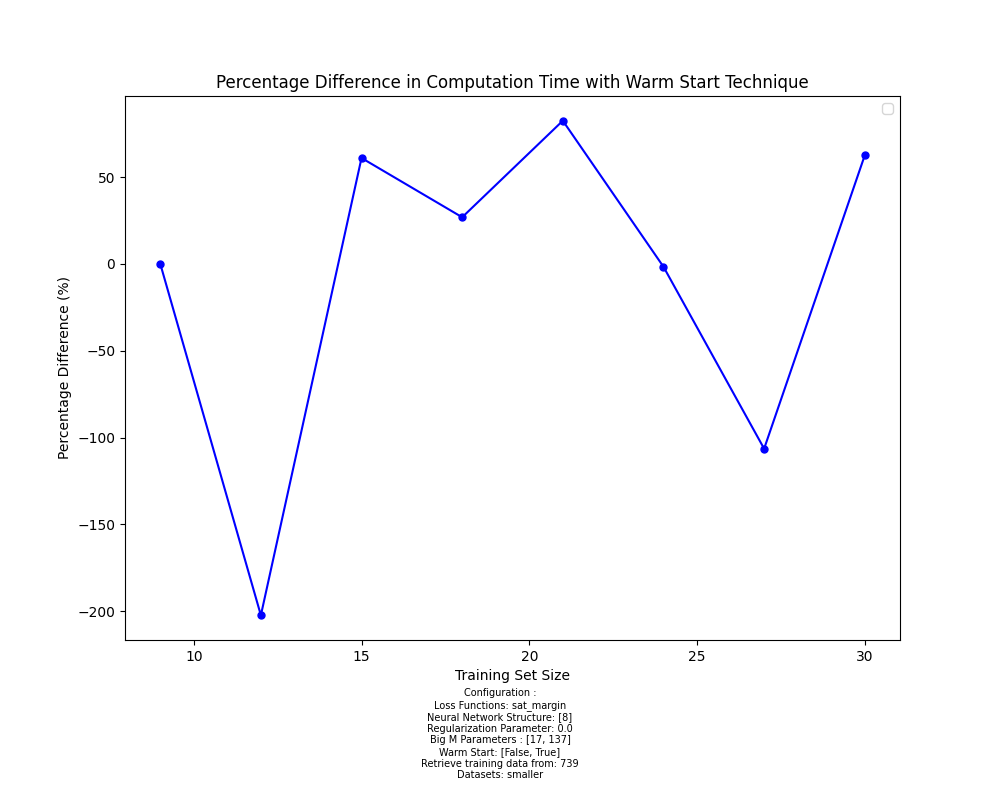 Percentage Difference in Computation Time with Warm Start Technique
Percentage Difference (%)
50
0
−50
−100
−150
−200
10 15 20 25 30
Training Set Size
Configuration :
Loss Functions: sat_margin
Neural Network Structure: [8]
Regularization Parameter: 0.0
Big M Parameters : [17, 137]
Warm Start: [False, True]
Retrieve training data from: 739
Datasets: smaller